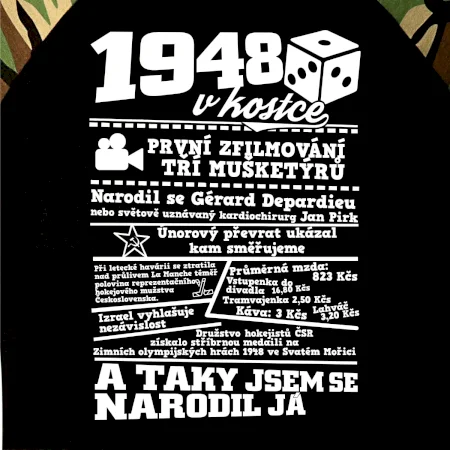 1948
v kostce
PRVNÍ ZFILMOVÁNÍ
TŘÍ MUŠKETÝRŮ
Narodil se Gérard Depardieu
nebo světově uznávaný kardiochirurg Jan Pirk
Únorový převrat ukázal
kam směřujeme
Při letecké havárii se ztratila
nad průlivem La Manche téměř
polovina reprezentačního
hokejového mužstva
Československa.
Průměrná mzda:
823 Kčs
Vstupenka do
divadla 16,80 Kčs
Tramvajenka 2,50 Kčs
Káva: 3 Kčs
Lahváč
3,20 Kčs
Izrael vyhlašuje
nezávislost
Družstvo hokejistů ČSR
získalo stříbrnou medaili na
Zimních olympijských hrách 1948 ve Svatém Mořici
A TAKY JSEM SE
NARODIL JÁ